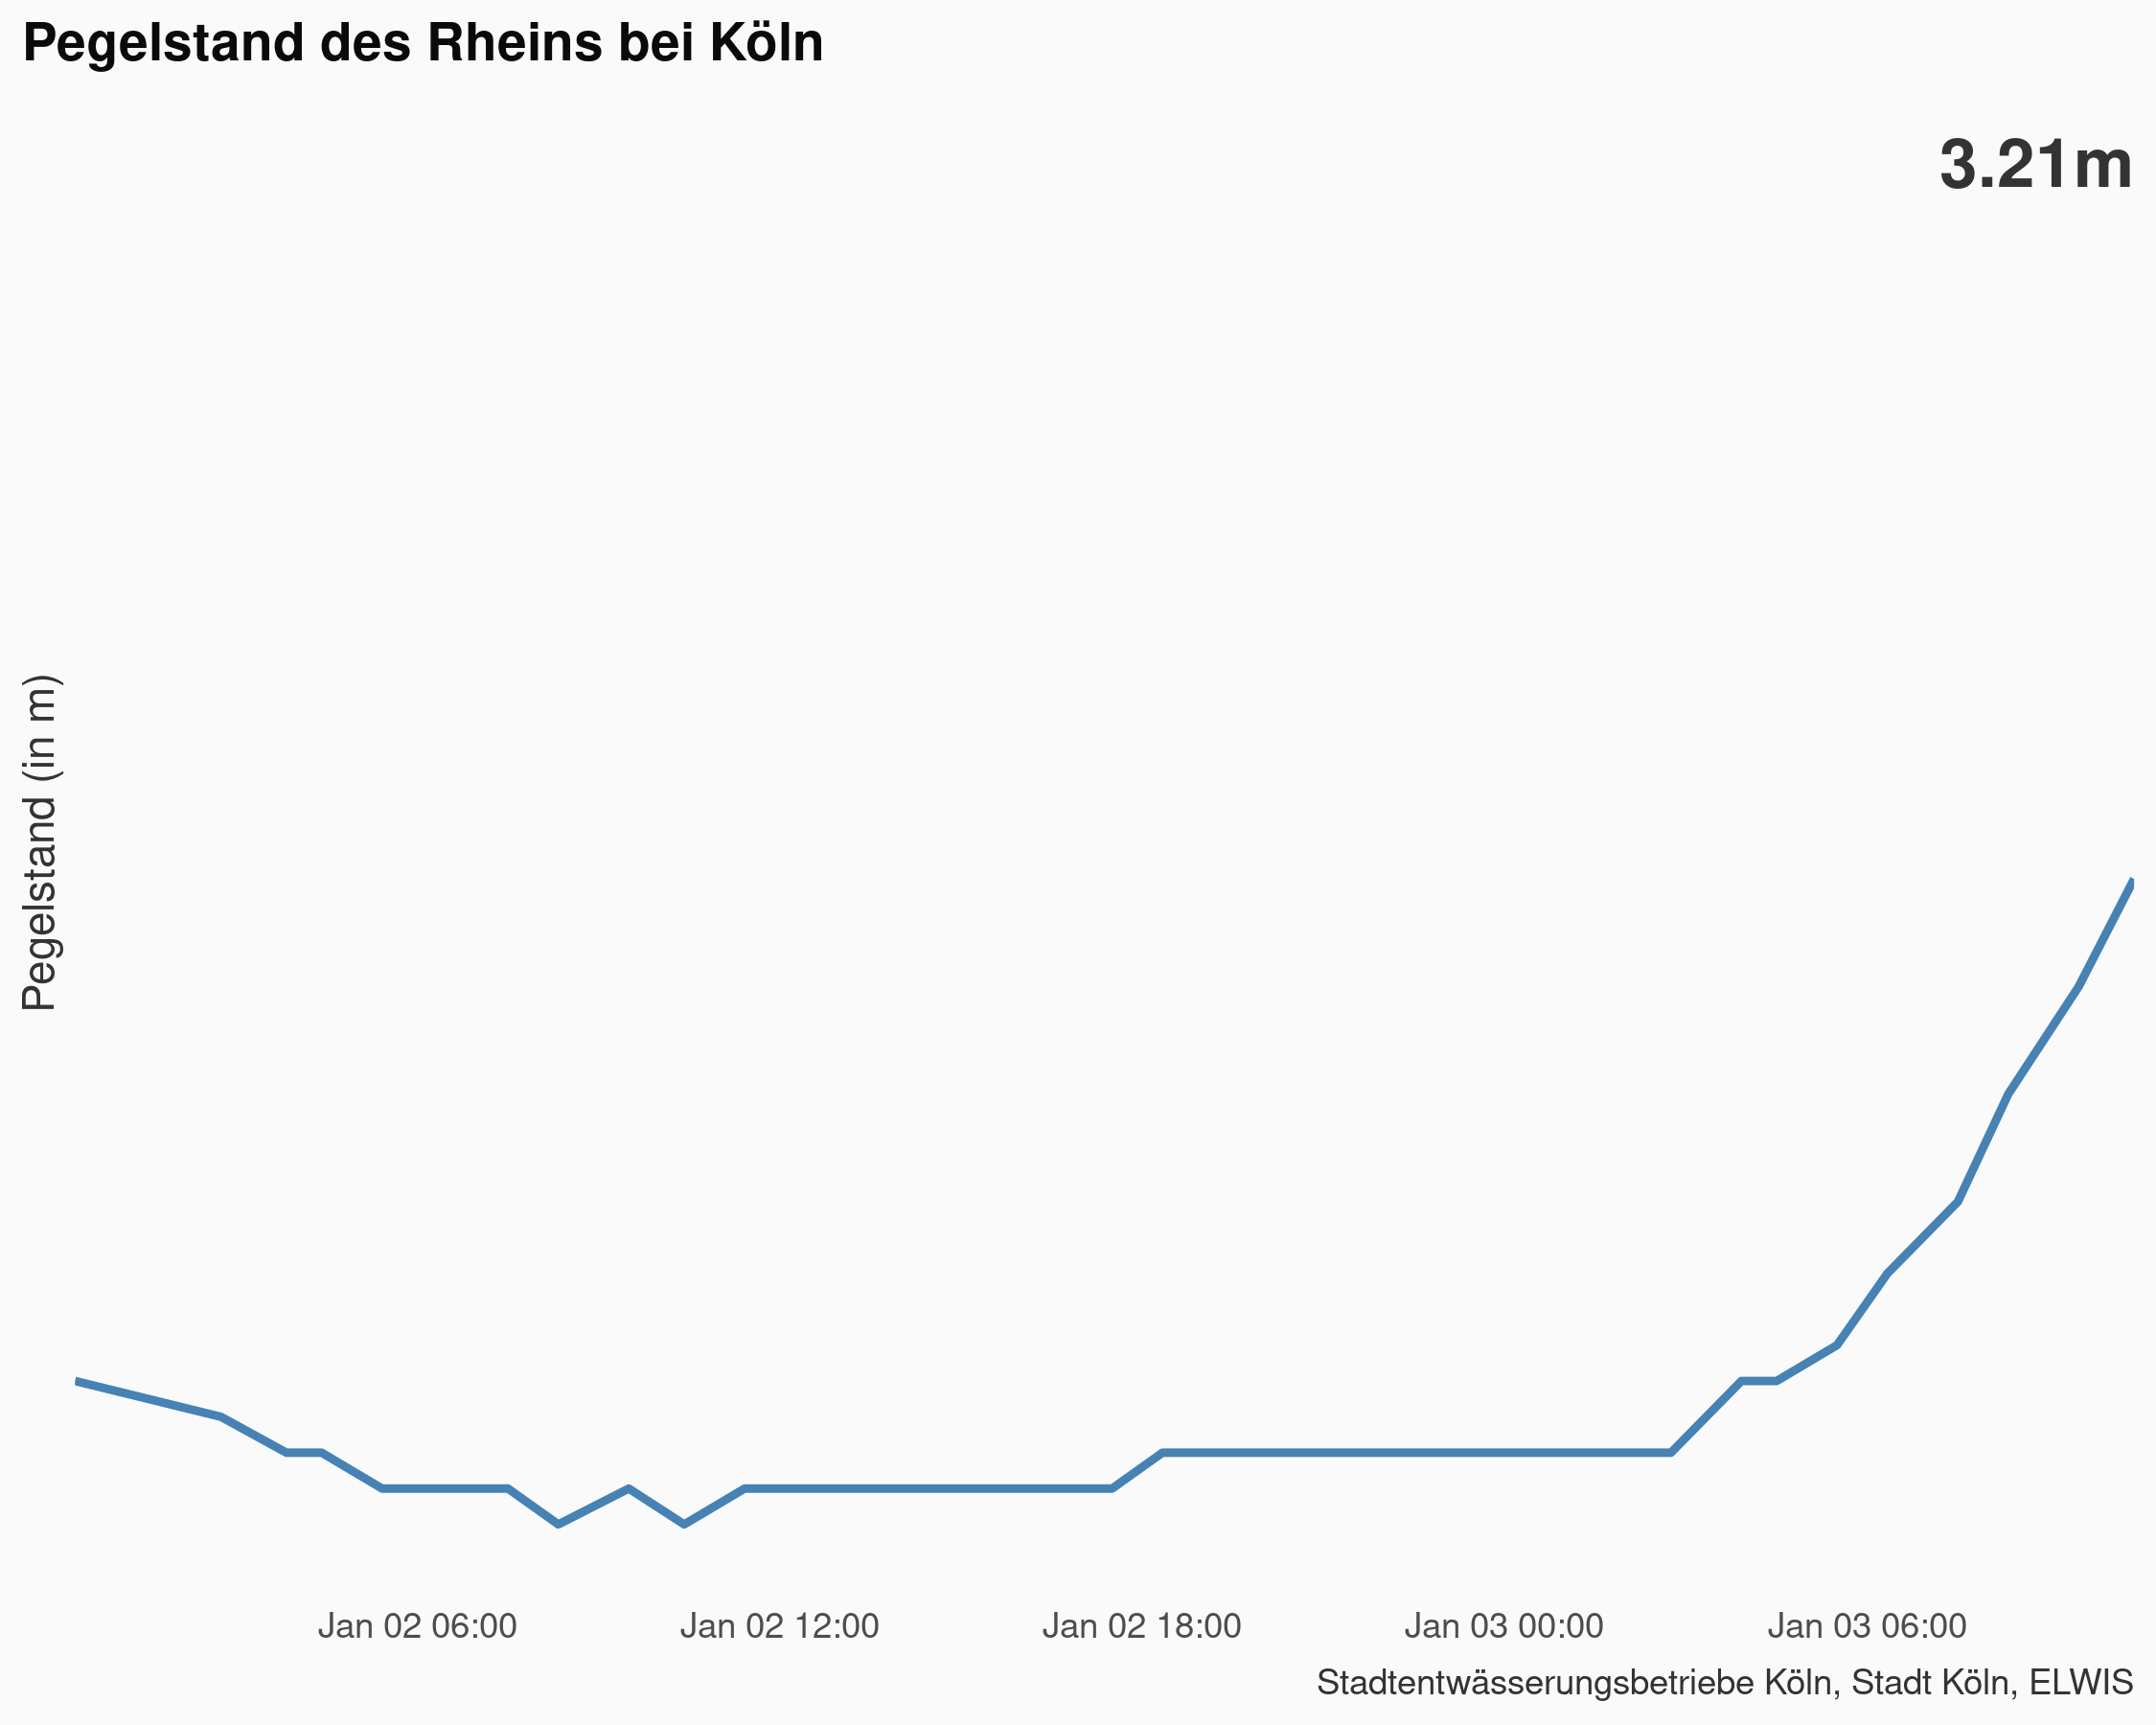 Pegelstand des Rheins bei Köln
3.21m
Pegelstand (in m)
Jan 02 06:00 Jan 02 12:00 Jan 02 18:00 Jan 03 00:00 Jan 03 06:00
Stadtentwässerungsbetriebe Köln, Stadt Köln, ELWIS